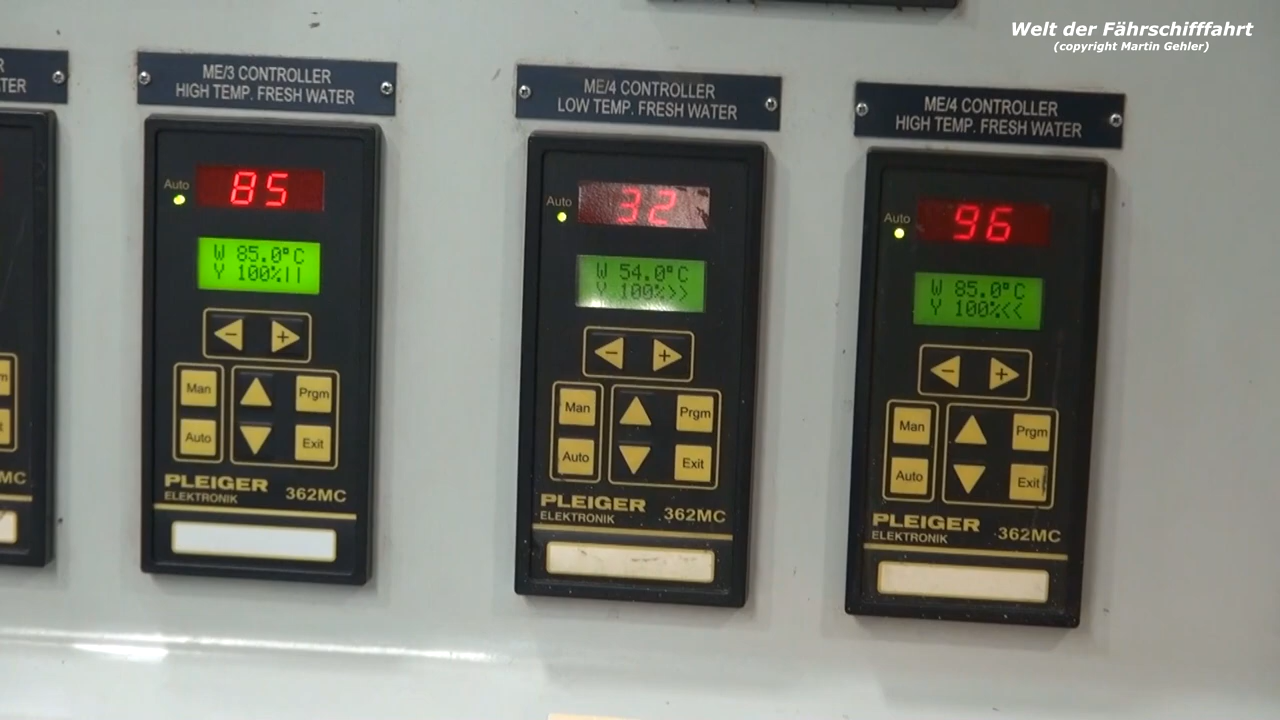 Welt der Fährschifffahrt
(copyright Martin Gehler)
R
TER
MC
ME/3 CONTROLLER
HIGH TEMP. FRESH WATER
Auto
85
W 85.0°C
Y 100%||
- +
Man
Prgm
Auto
Exit
PLEIGER
ELEKTRONIK 362MC
ME/4 CONTROLLER
LOW TEMP. FRESH WATER
Auto
32
W 54.0°C
Y 100%>>
- +
Man
Prgm
Auto
Exit
PLEIGER
ELEKTRONIK 362MC
ME/4 CONTROLLER
HIGH TEMP. FRESH WATER
Auto
96
W 85.0°C
Y 100%<<
- +
Man
Prgm
Auto
Exit
PLEIGER
ELEKTRONIK 362MC